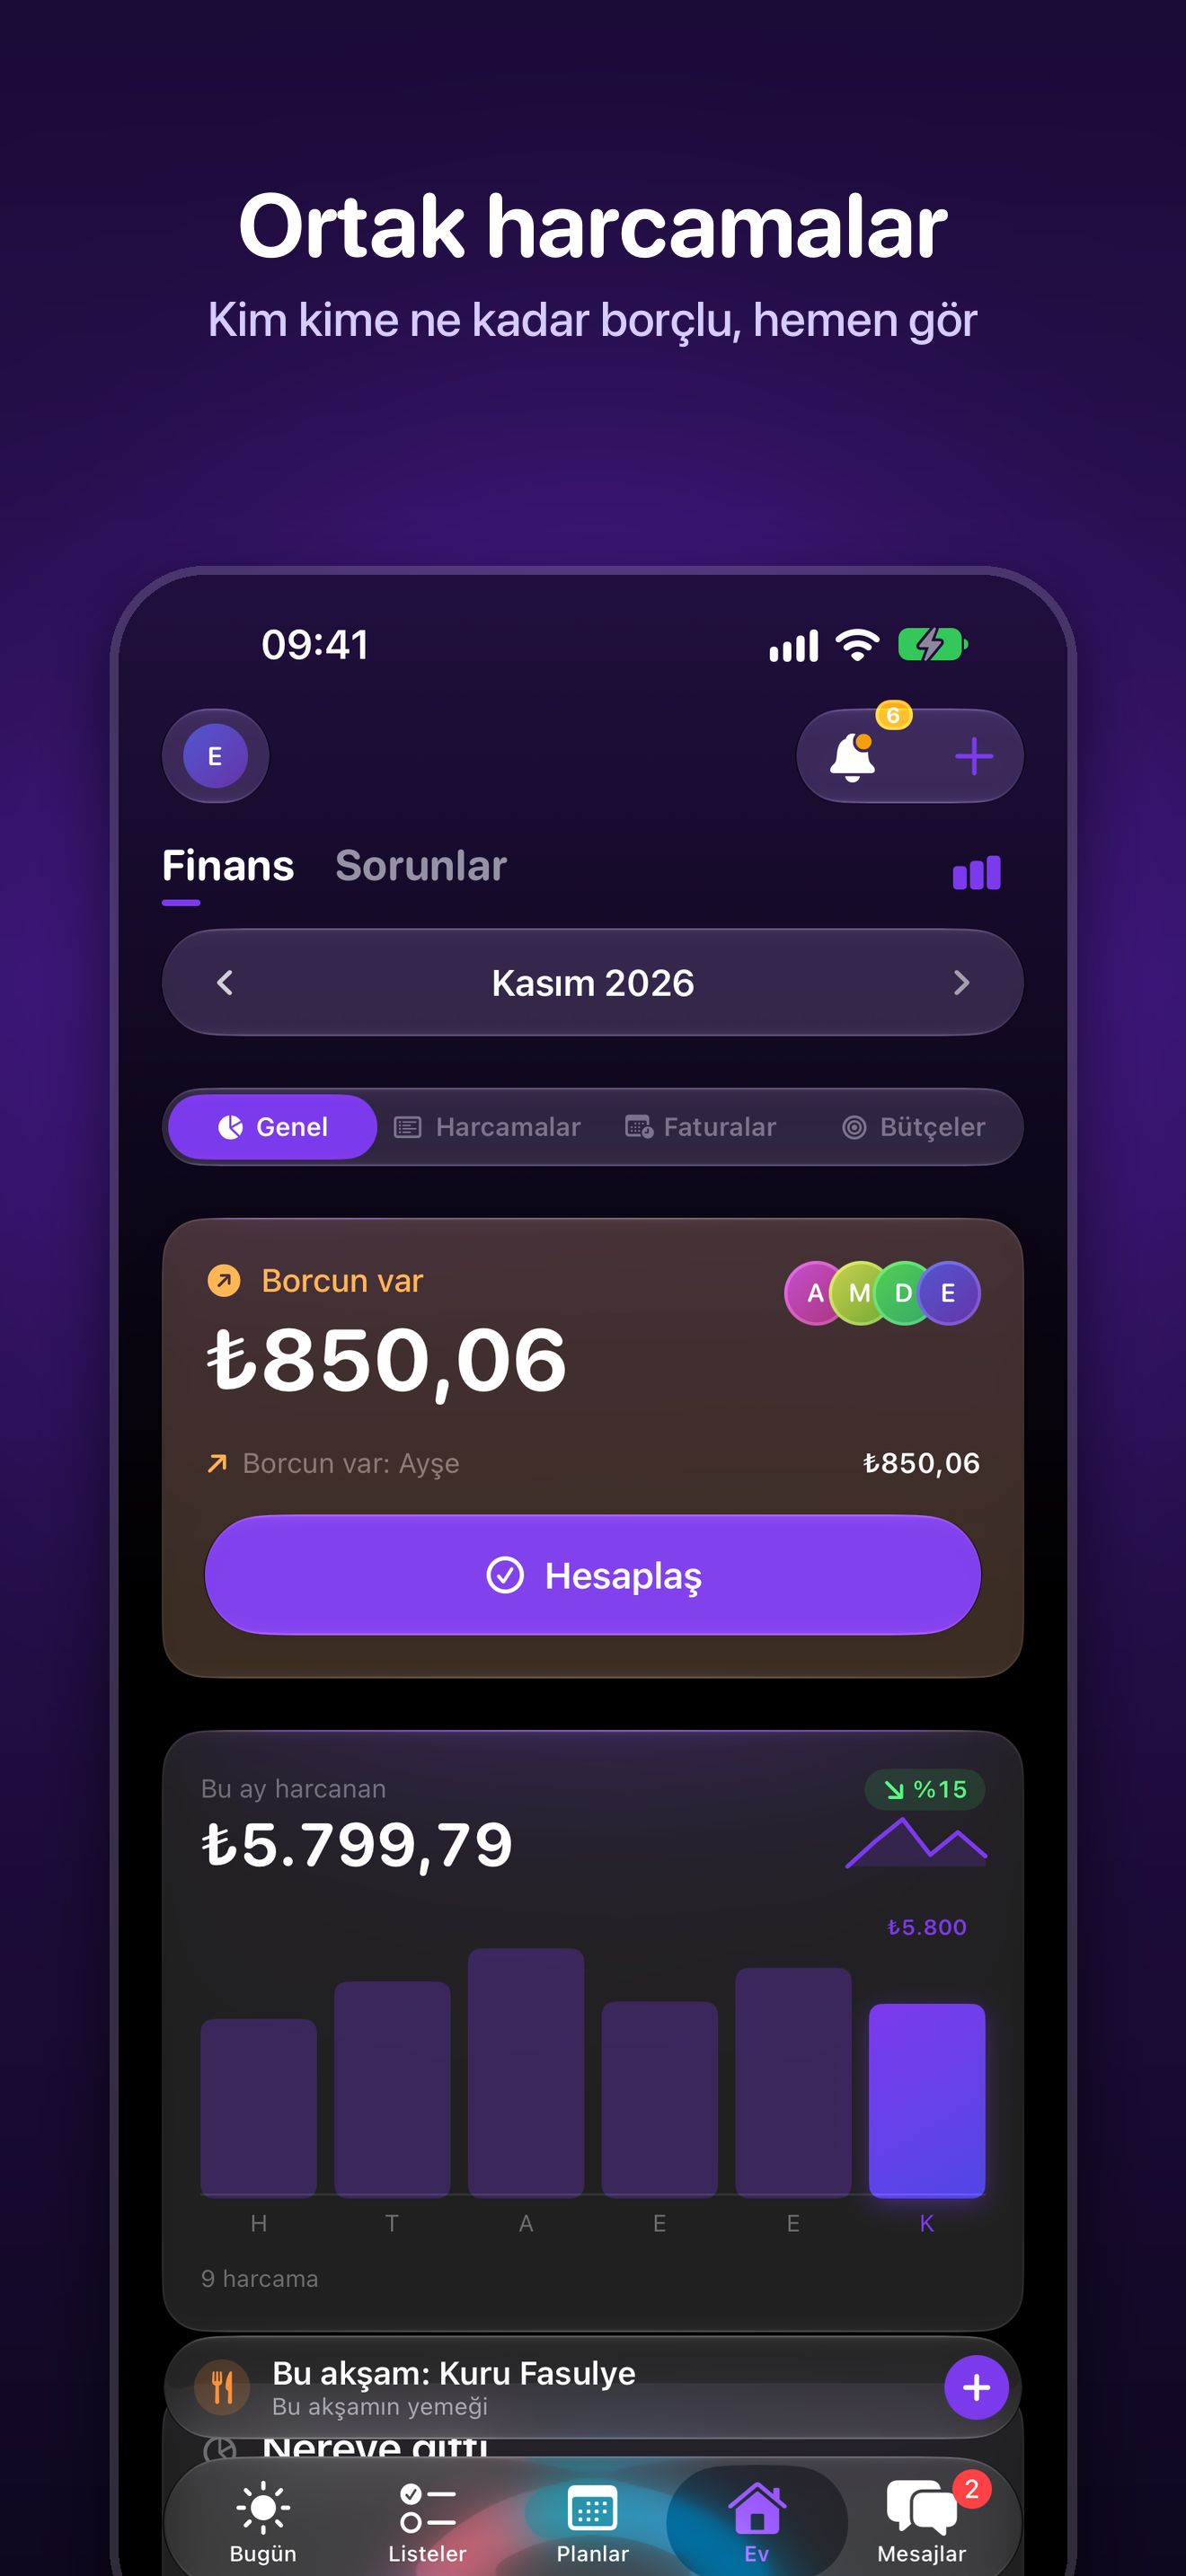 Ortak harcamalar
Kim kime ne kadar borçlu, hemen gör
09:41
E
6
Finans Sorunlar
Kasım 2026
Genel Harcamalar Faturalar Bütçeler
Borcun var
A M D E
₺850,06
Borcun var: Ayşe ₺850,06
Hesaplaş
Bu ay harcanan
%15
₺5.799,79
₺5.800
H T A E E K
9 harcama
Bu akşam: Kuru Fasulye
Bu akşamın yemeği
Nereye gitti
2
Bugün Listeler Planlar Ev Mesajlar